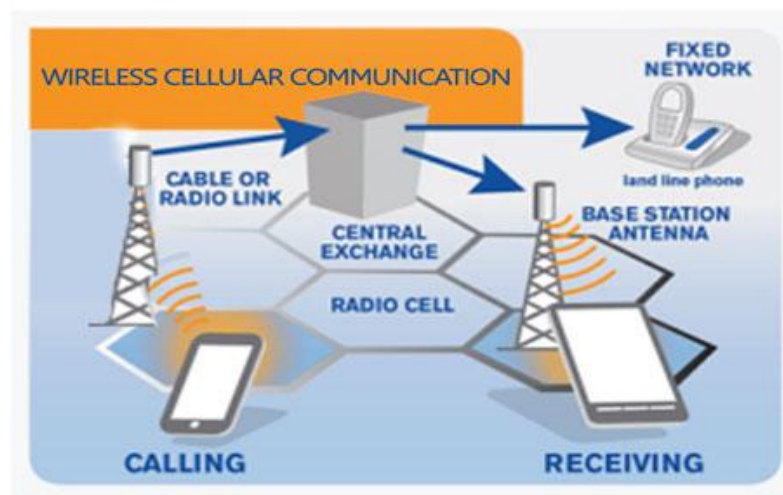 WIRELESS CELLULAR COMMUNICATION
FIXED
NETWORK
land line phone
CABLE OR
RADIO LINK
BASE STATION
ANTENNA
CENTRAL
EXCHANGE
RADIO CELL
CALLING
RECEIVING